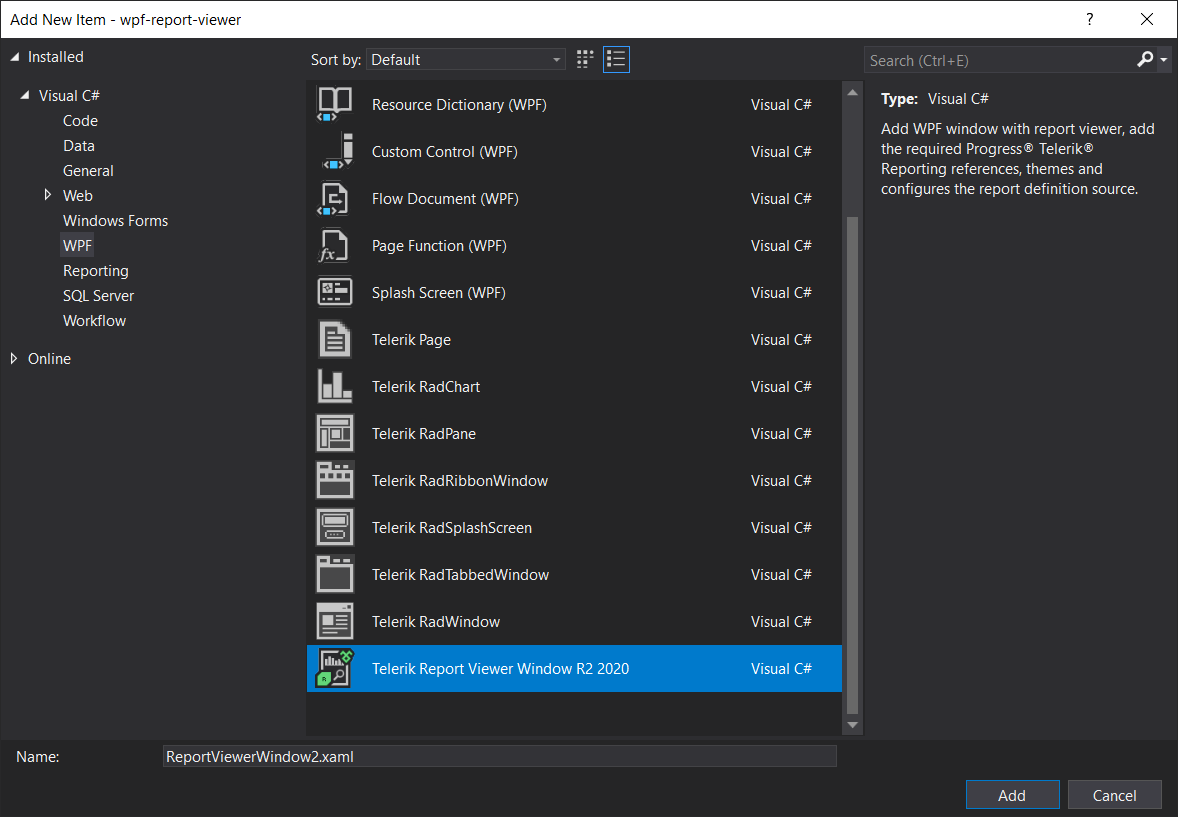 Add New Item - wpf-report-viewer
?
Installed
Visual C#
Code
Data
General
Web
Windows Forms
WPF
Reporting
SQL Server
Workflow
Online
Sort by: Default
Search (Ctrl+E)
Resource Dictionary (WPF) Visual C#
Custom Control (WPF) Visual C#
Flow Document (WPF) Visual C#
Page Function (WPF) Visual C#
Splash Screen (WPF) Visual C#
Telerik Page Visual C#
Telerik RadChart Visual C#
Telerik RadPane Visual C#
Telerik RadRibbonWindow Visual C#
Telerik RadSplashScreen Visual C#
Telerik RadTabbedWindow Visual C#
Telerik RadWindow Visual C#
Telerik Report Viewer Window R2 2020 Visual C#
Type: Visual C#
Add WPF window with report viewer, add
the required Progress® Telerik®
Reporting references, themes and
configures the report definition source.
Name: ReportViewerWindow2.xaml
Add
Cancel